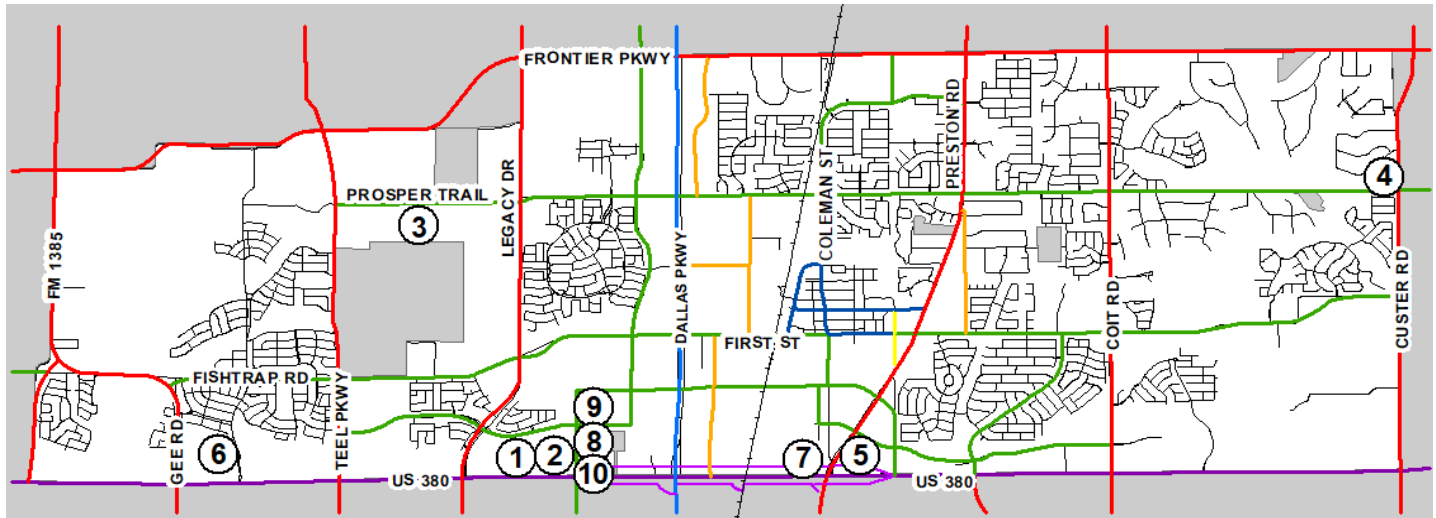 FRONTIER PKWY
PRESTON RD
COLEMAN ST
LEGACY DR
4
PROSPER TRAIL
3
FM 1385
DALLAS PKWY
COIT RD
CUSTER RD
FIRST ST
FISHTRAP RD
TEEL PKWY
GEE RD
9
8
6
1
2
7
5
10
US 380
US 380